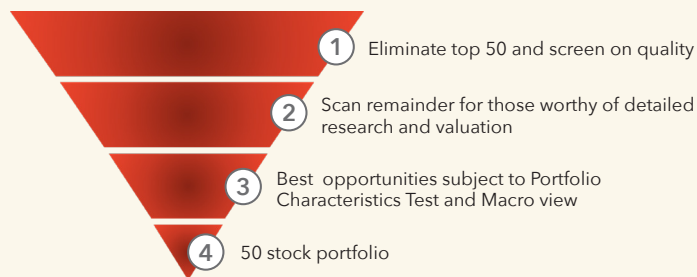 1 Eliminate top 50 and screen on quality
2 Scan remainder for those worthy of detailed
research and valuation
3 Best opportunities subject to Portfolio
Characteristics Test and Macro view
4 50 stock portfolio